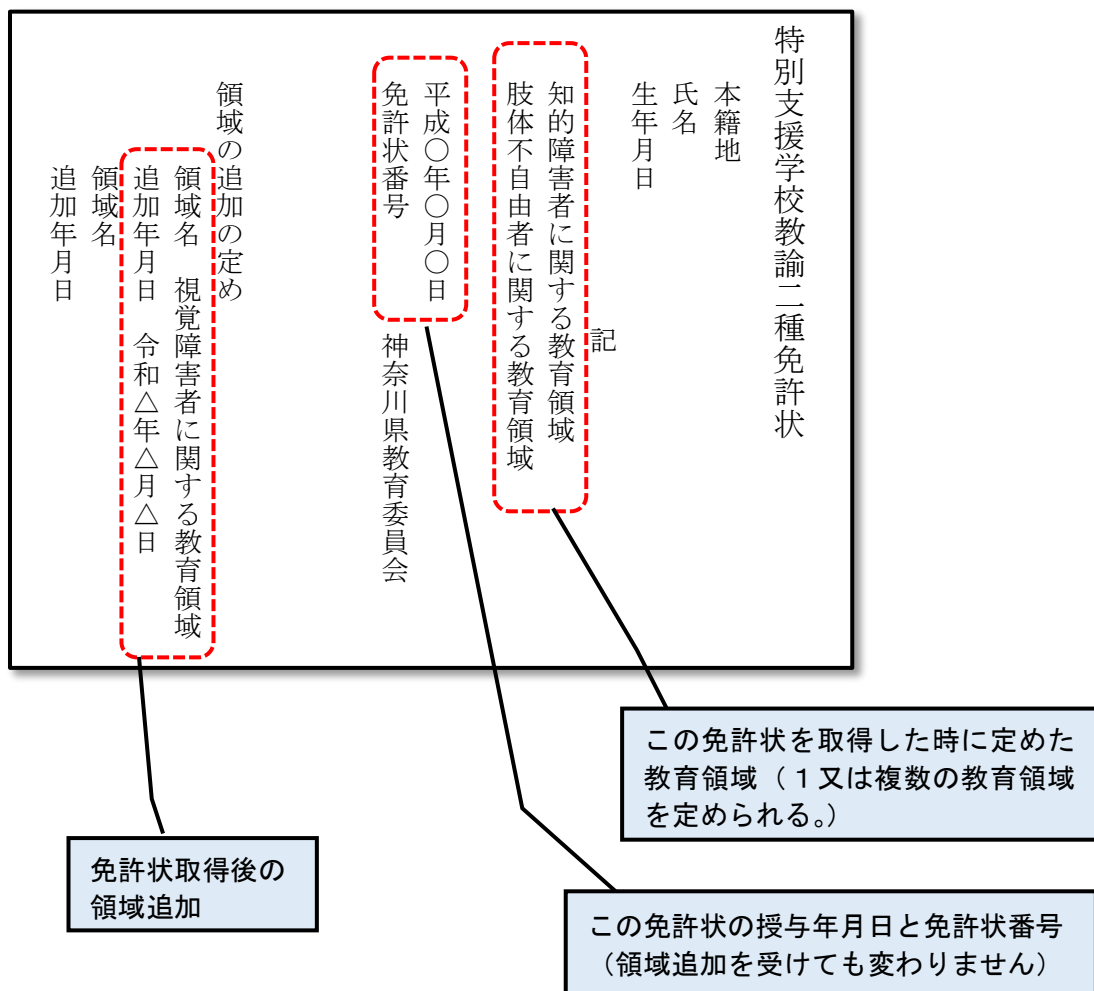 特別支援学校教諭二種免許状
本籍地
氏名
生年月日
記
知的障害者に関する教育領域
肢体不自由者に関する教育領域
平成〇年〇月〇日
免許状番号 神奈川県教育委員会
領域の追加の定め
領域名 視覚障害者に関する教育領域
追加年月日 令和△年△月△日
領域名
追加年月日
この免許状を取得した時に定めた
教育領域（１又は複数の教育領域
を定められる。）
免許状取得後の
領域追加
この免許状の授与年月日と免許状番号
（領域追加を受けても変わりません）